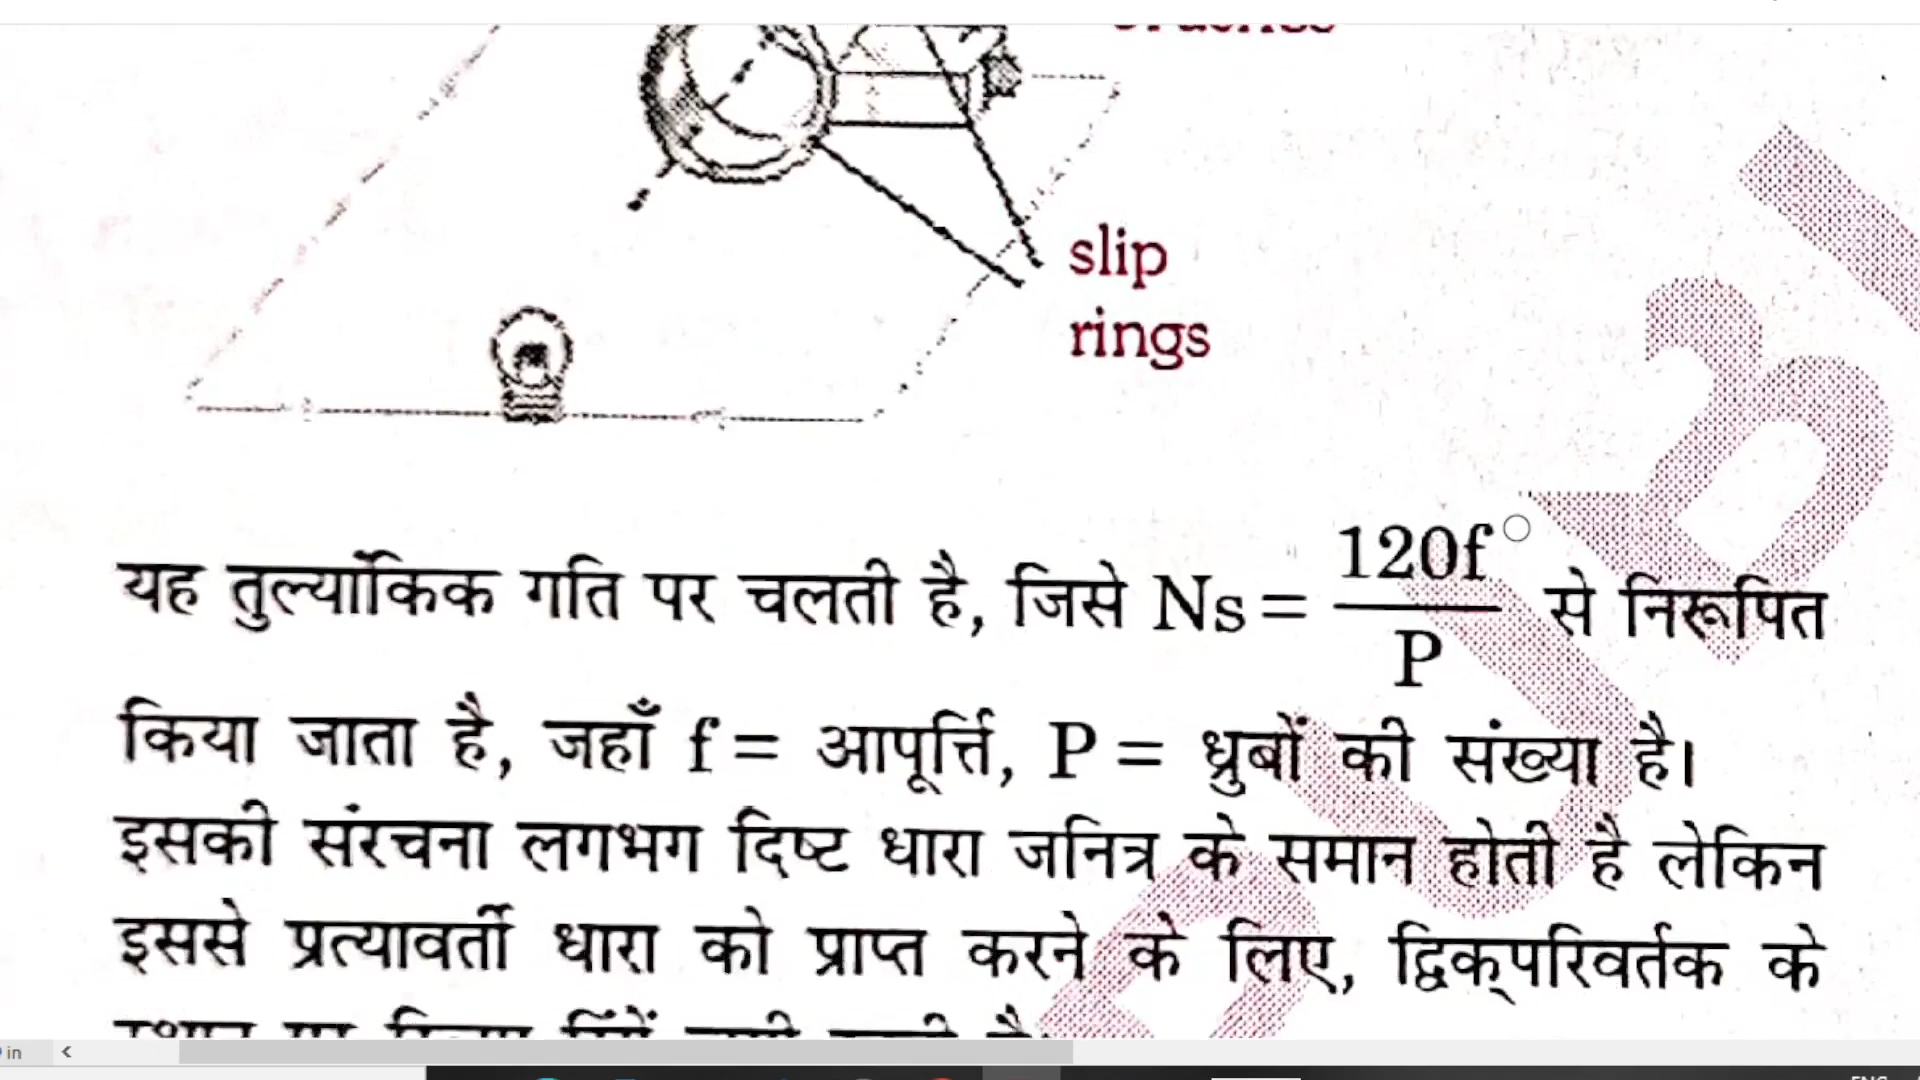 slip
rings
यह तुल्यांकिक गति पर चलती है, जिसे Ns = 120f / P से निरूपित
किया जाता है, जहाँ f = आपूर्त्ति, P = ध्रुबों की संख्या है।
इसकी संरचना लगभग दिष्ट धारा जनित्र के समान होती है लेकिन
इससे प्रत्यावर्ती धारा को प्राप्त करने के लिए, द्विक्परिवर्तक के
in